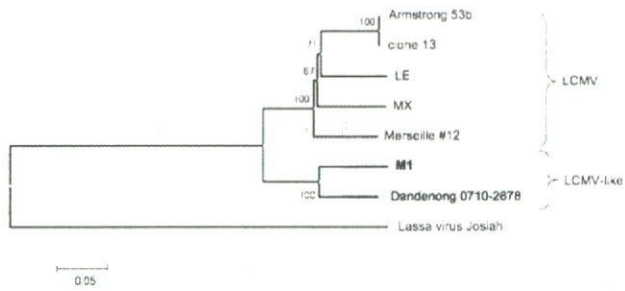 100
Armstrong 53b
clone 13
71
LE
67
MX
100
Marseille #12
LCMV
M1
100
Dandenong 0710-2678
LCMV-like
Lassa virus Josiah
0.05